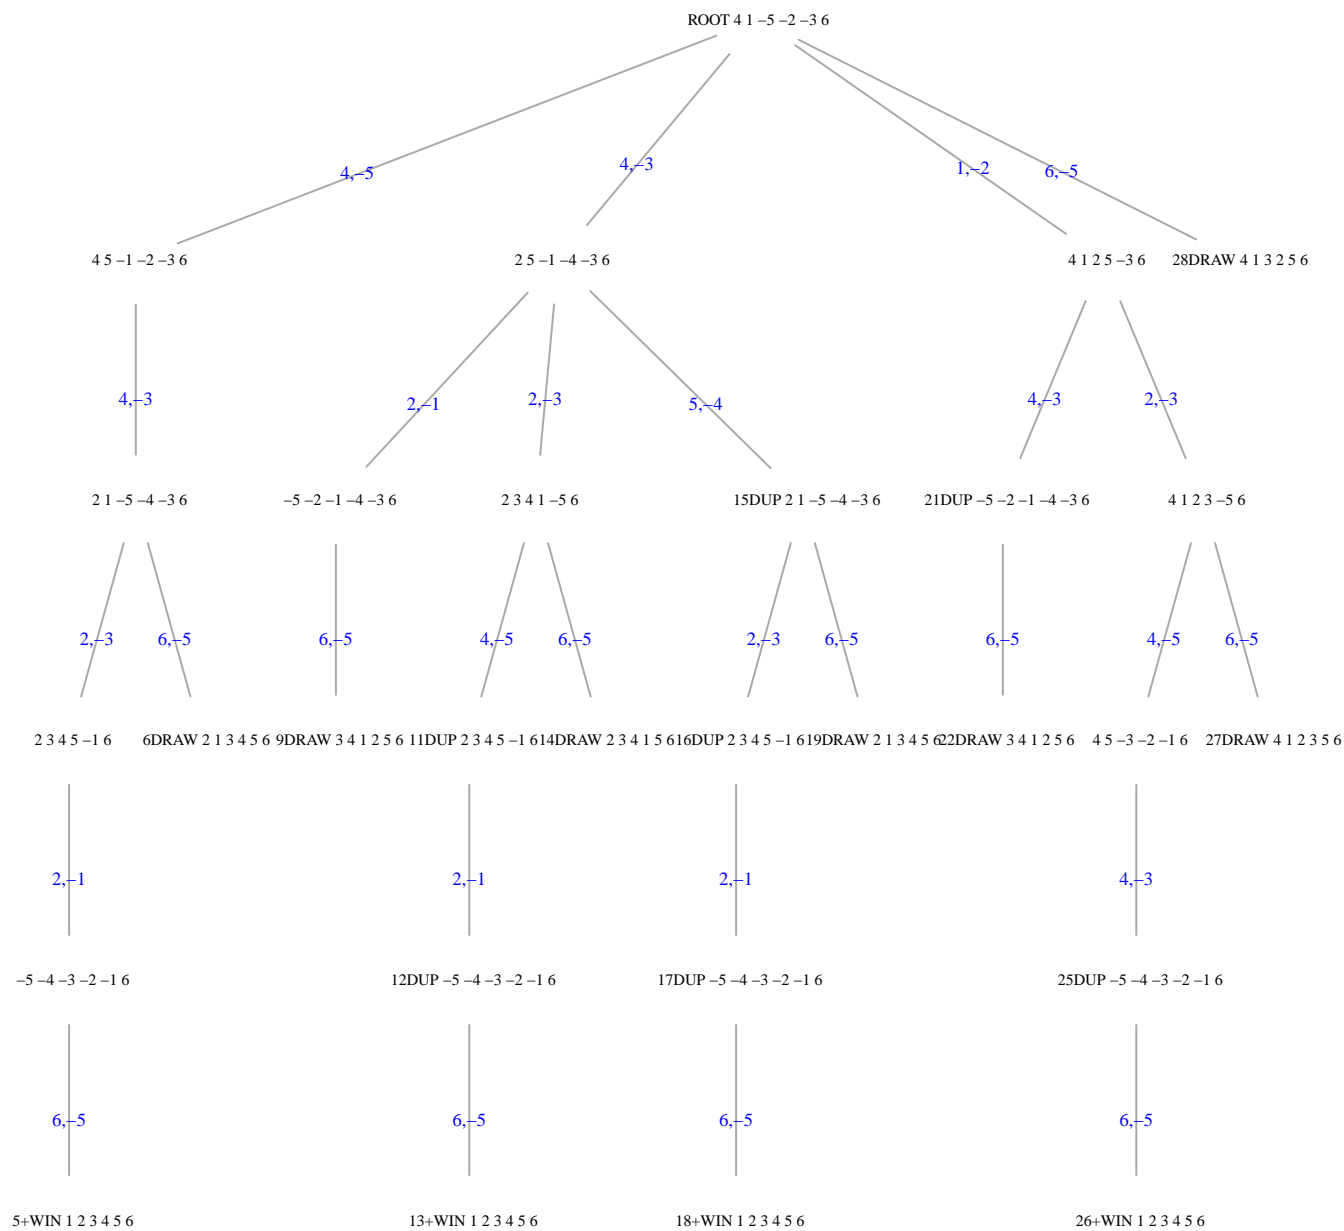 ROOT 4 1 –5 –2 –3 6
4,–5
4,–3
1,–2
6,–5
4 5 –1 –2 –3 6
2 5 –1 –4 –3 6
4 1 2 5 –3 6
28DRAW 4 1 3 2 5 6
4,–3
2,–1
2,–3
5,–4
4,–3
2,–3
2 1 –5 –4 –3 6
–5 –2 –1 –4 –3 6
2 3 4 1 –5 6
15DUP 2 1 –5 –4 –3 6
21DUP –5 –2 –1 –4 –3 6
4 1 2 3 –5 6
2,–3
6,–5
6,–5
4,–5
6,–5
2,–3
6,–5
6,–5
4,–5
6,–5
2 3 4 5 –1 6
6DRAW 2 1 3 4 5 6
9DRAW 3 4 1 2 5 6
11DUP 2 3 4 5 –1 6
14DRAW 2 3 4 1 5 6
16DUP 2 3 4 5 –1 6
19DRAW 2 1 3 4 5 6
22DRAW 3 4 1 2 5 6
4 5 –3 –2 –1 6
27DRAW 4 1 2 3 5 6
2,–1
2,–1
2,–1
4,–3
–5 –4 –3 –2 –1 6
12DUP –5 –4 –3 –2 –1 6
17DUP –5 –4 –3 –2 –1 6
25DUP –5 –4 –3 –2 –1 6
6,–5
6,–5
6,–5
6,–5
5+WIN 1 2 3 4 5 6
13+WIN 1 2 3 4 5 6
18+WIN 1 2 3 4 5 6
26+WIN 1 2 3 4 5 6